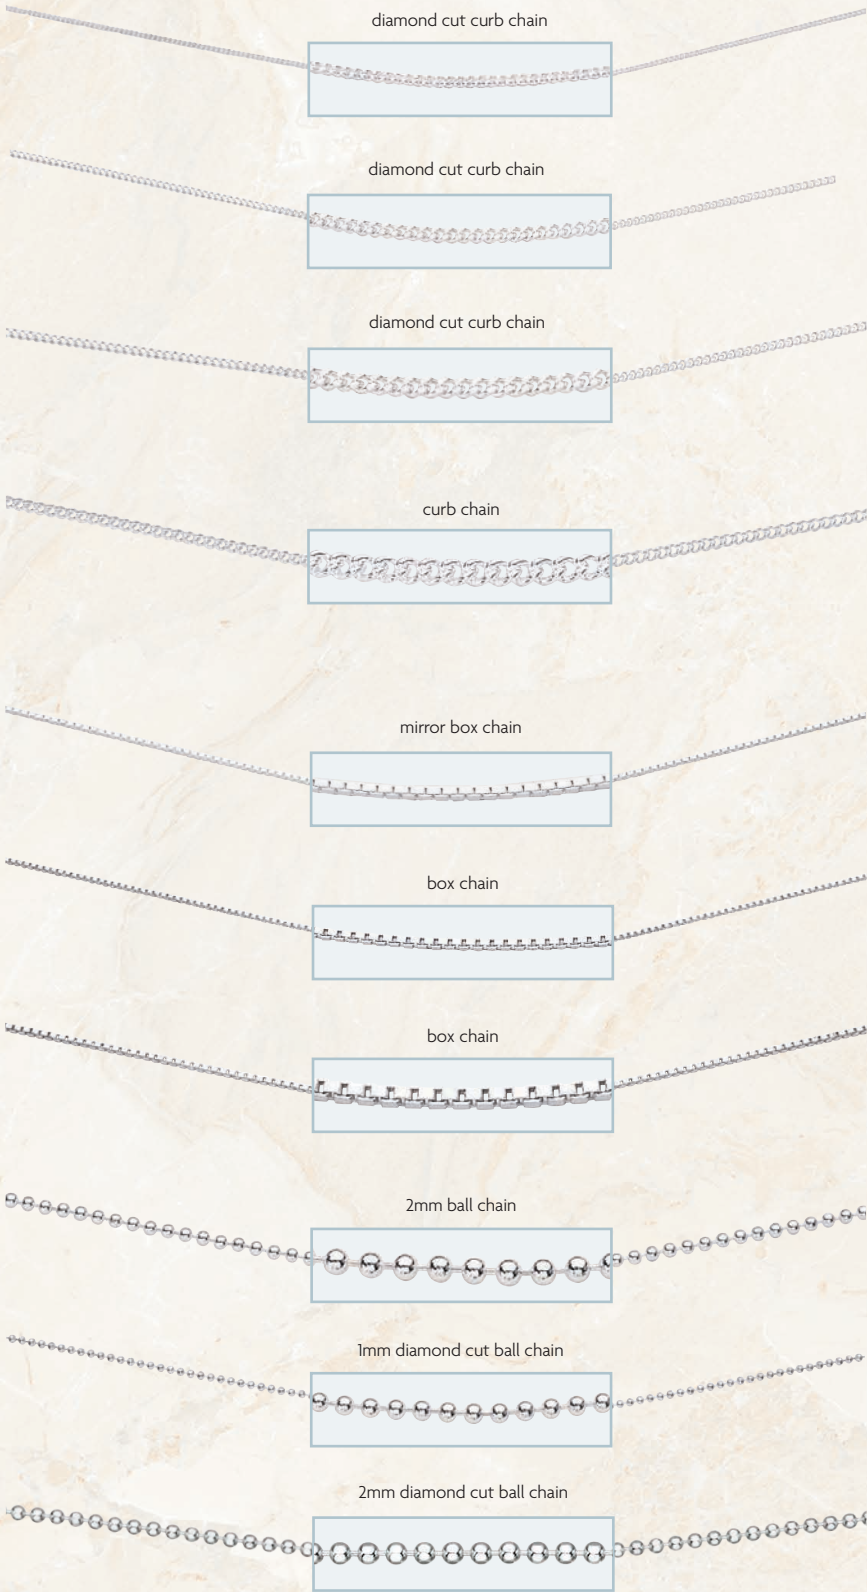 diamond cut curb chain
diamond cut curb chain
diamond cut curb chain
curb chain
mirror box chain
box chain
box chain
2mm ball chain
1mm diamond cut ball chain
2mm diamond cut ball chain